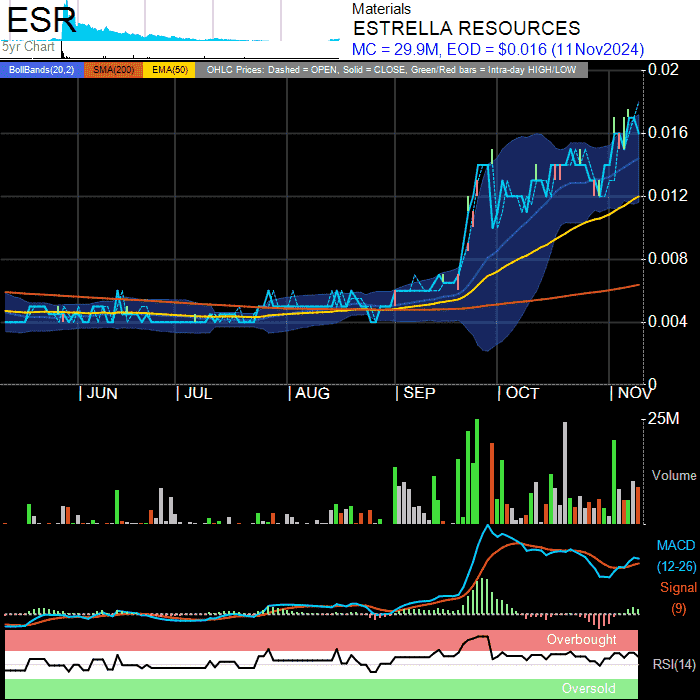 ESR
5yr Chart
Materials
ESTRELLA RESOURCES
MC = 29.9M, EOD = $0.016 (11Nov2024)
BollBands(20,2) SMA(200) EMA(50) OHLC Prices: Dashed = OPEN, Solid = CLOSE, Green/Red bars = Intra-day HIGH/LOW
0.02
0.016
0.012
0.008
0.004
0
JUN JUL AUG SEP OCT NOV
25M
Volume
MACD
(12-26)
Signal
(9)
Overbought
RSI(14)
Oversold